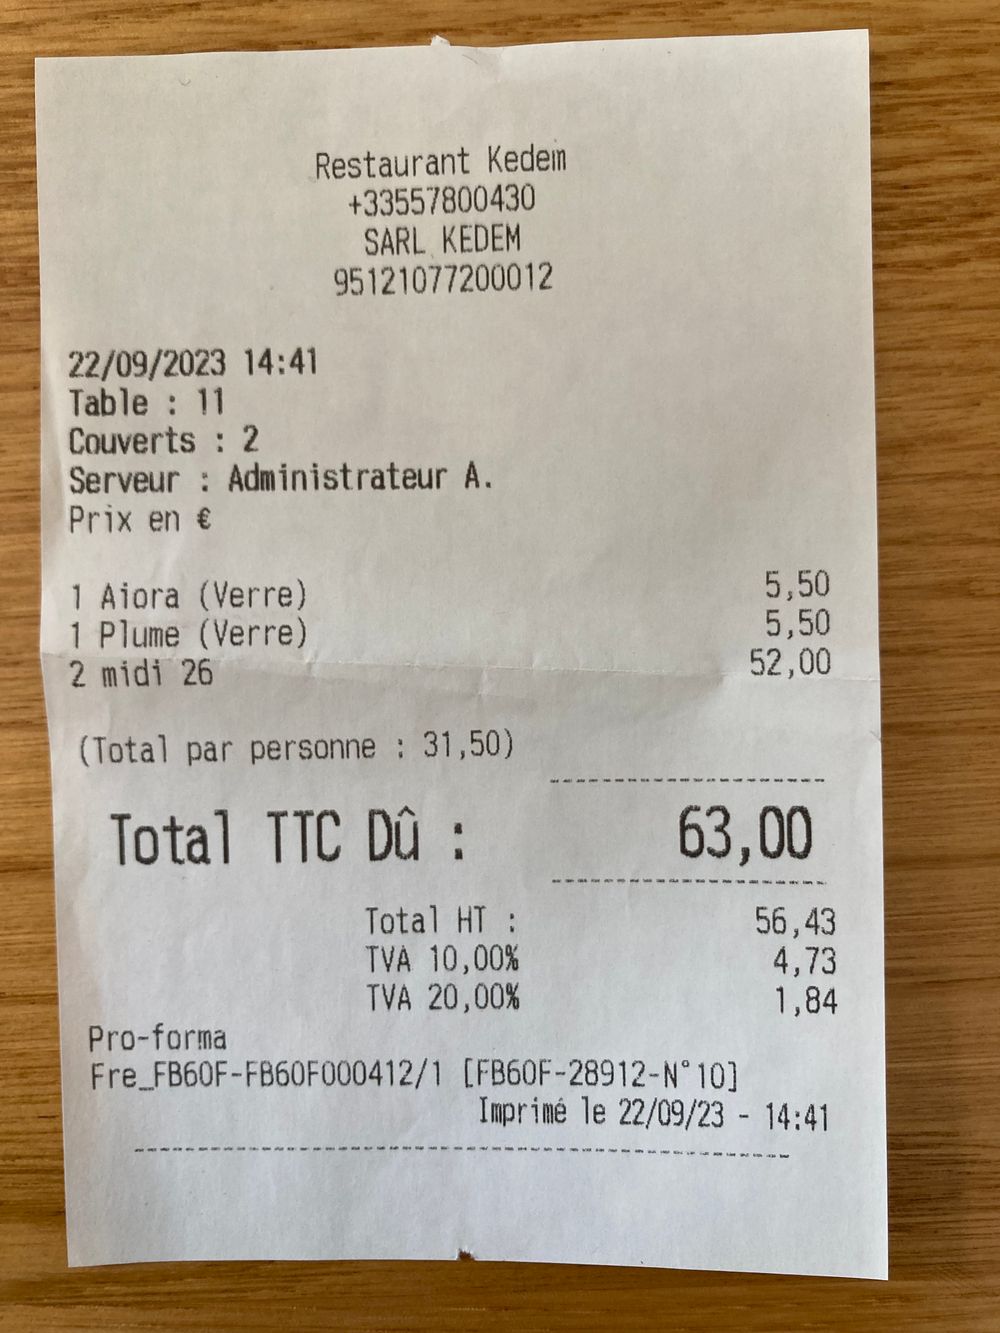 Restaurant Kedem
+33557800430
SARL KEDEM
95121077200012
22/09/2023 14:41
Table : 11
Couverts : 2
Serveur : Administrateur A.
Prix en €
1 Aiora (Verre) 5,50
1 Plume (Verre) 5,50
2 midi 26 52,00
(Total par personne : 31,50)
Total TTC Dû : 63,00
Total HT : 56,43
TVA 10,00% 4,73
TVA 20,00% 1,84
Pro-forma
Fre_FB60F-FB60F000412/1 [FB60F-28912-N°10]
Imprimé le 22/09/23 - 14:41